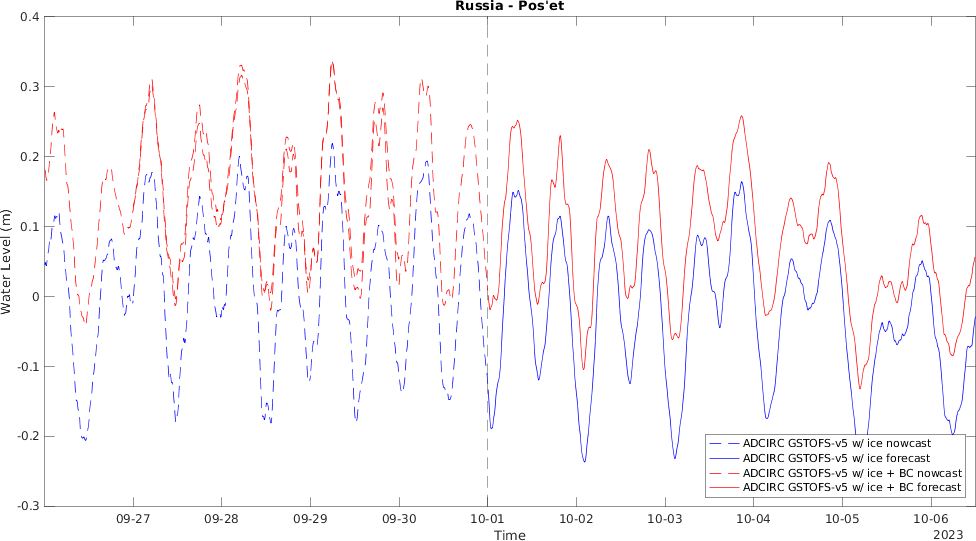 Russia - Pos'et
0.4
0.3
0.2
0.1
0
-0.1
-0.2
-0.3
Water Level (m)
ADCIRC GSTOFS-v5 w/ ice nowcast
ADCIRC GSTOFS-v5 w/ ice forecast
ADCIRC GSTOFS-v5 w/ ice + BC nowcast
ADCIRC GSTOFS-v5 w/ ice + BC forecast
09-27 09-28 09-29 09-30 10-01 10-02 10-03 10-04 10-05 10-06
Time
2023